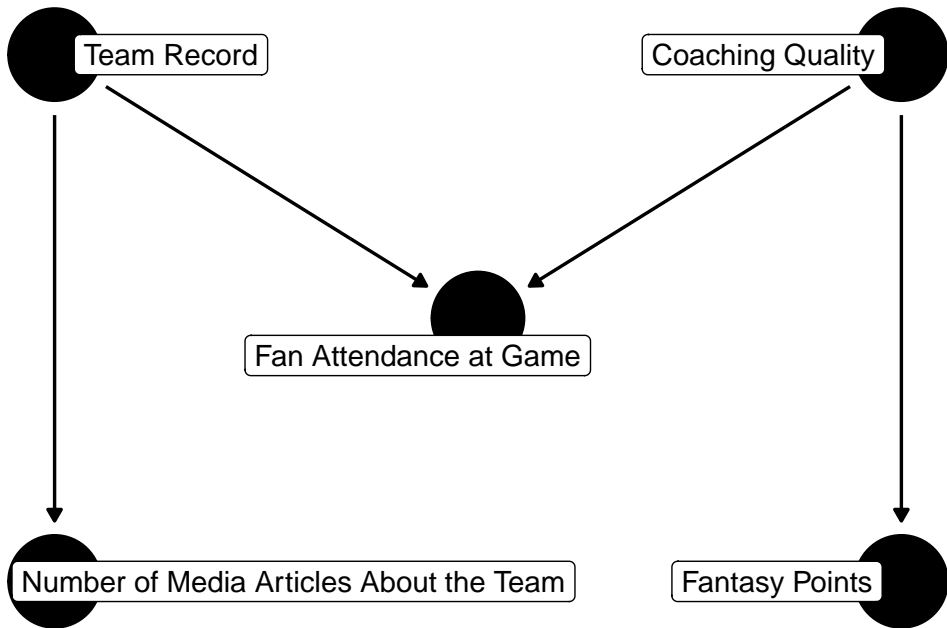 Team Record
Coaching Quality
Fan Attendance at Game
Number of Media Articles About the Team
Fantasy Points